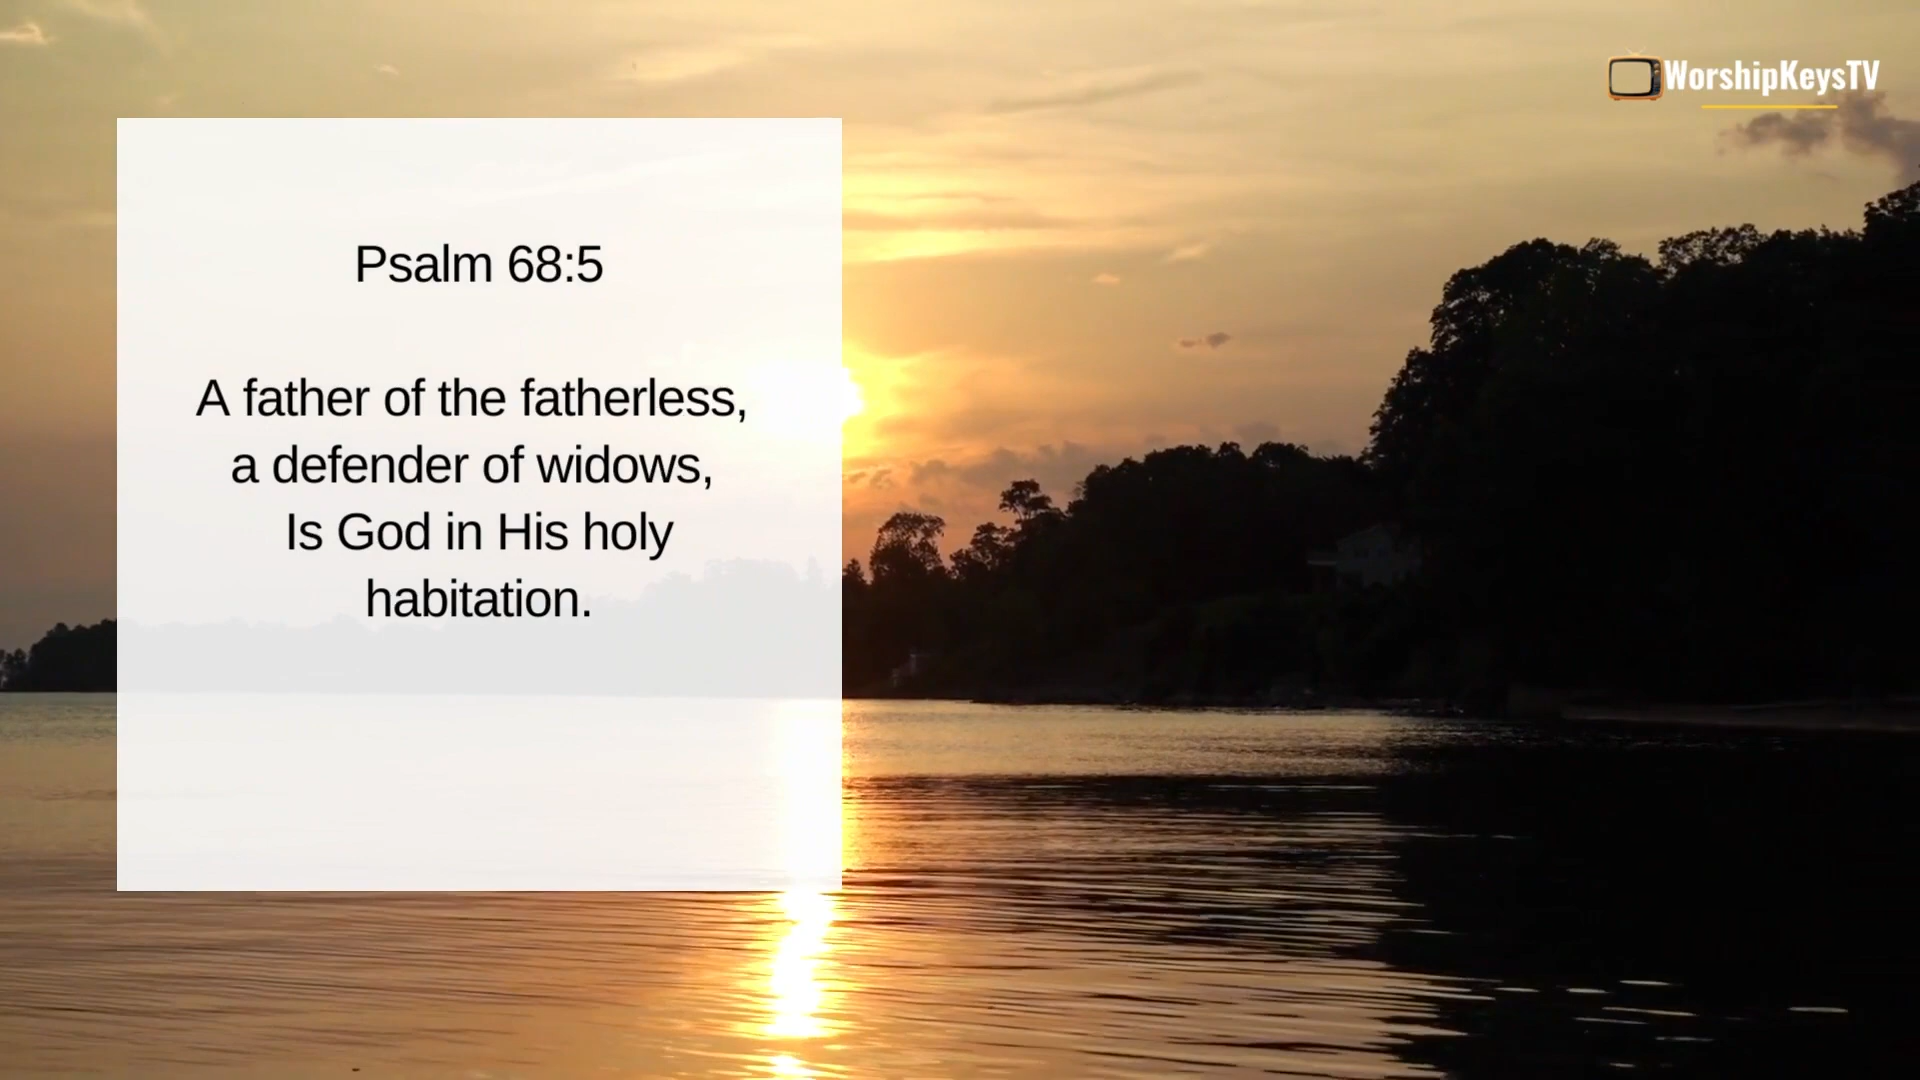 WorshipKeysTV
Psalm 68:5
A father of the fatherless,
a defender of widows,
Is God in His holy
habitation.